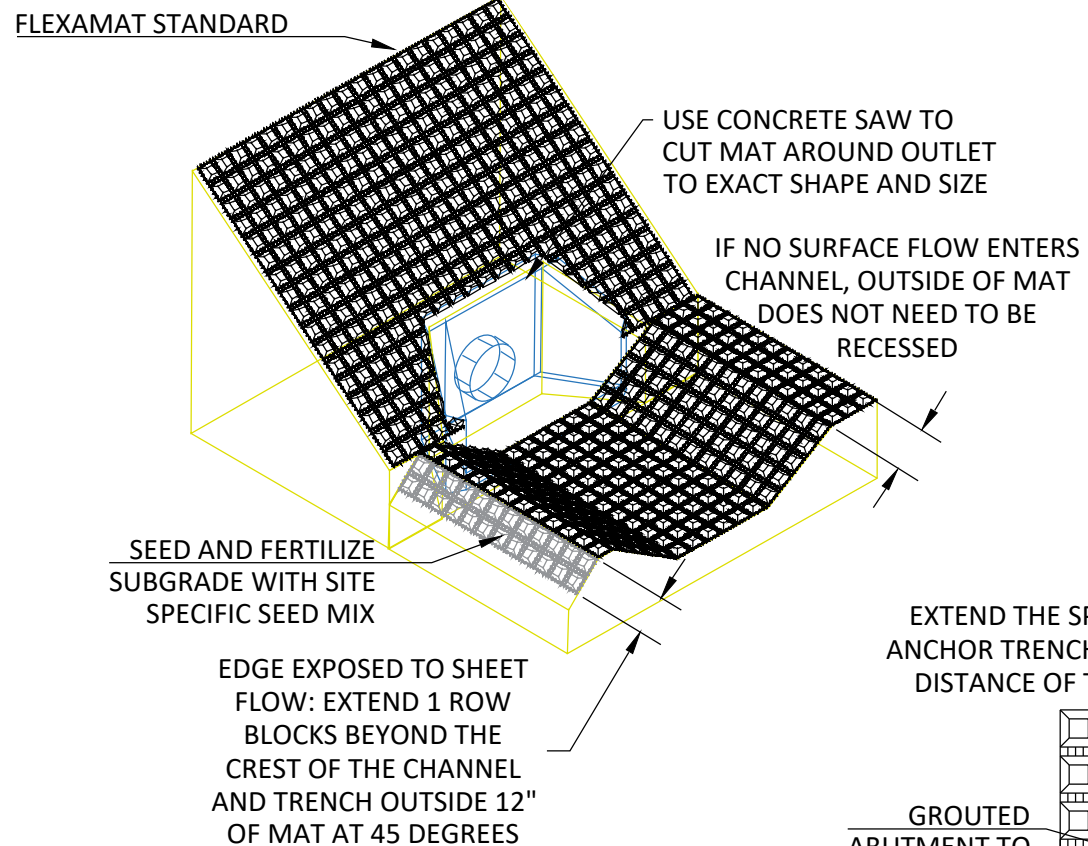 FLEXAMAT STANDARD
USE CONCRETE SAW TO
CUT MAT AROUND OUTLET
TO EXACT SHAPE AND SIZE
IF NO SURFACE FLOW ENTERS
CHANNEL, OUTSIDE OF MAT
DOES NOT NEED TO BE
RECESSED
SEED AND FERTILIZE
SUBGRADE WITH SITE
SPECIFIC SEED MIX
EDGE EXPOSED TO SHEET
FLOW: EXTEND 1 ROW
BLOCKS BEYOND THE
CREST OF THE CHANNEL
AND TRENCH OUTSIDE 12"
OF MAT AT 45 DEGREES
EXTEND THE
ANCHOR TRENCH
DISTANCE OF
GROUTED
ABUTMENT TO